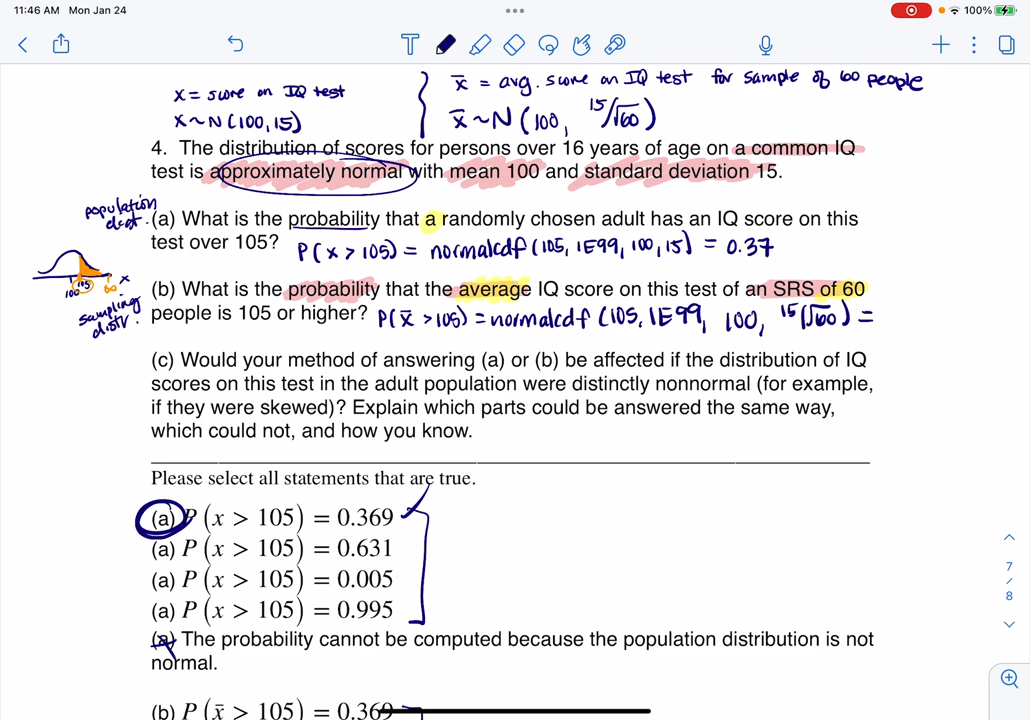 11:46 AM Mon Jan 24
100%
x = score on IQ test
x ~ N(100,15)
x̄ = avg. score on IQ test for sample of 60 people
x̄ ~ N(100, 15/√60)
4. The distribution of scores for persons over 16 years of age on a common IQ
test is approximately normal with mean 100 and standard deviation 15.
population
dist.
(a) What is the probability that a randomly chosen adult has an IQ score on this
test over 105?
P(x > 105) = normalcdf(105, 1E99, 100, 15) = 0.37
100 105 ∞ x
sampling
distr.
(b) What is the probability that the average IQ score on this test of an SRS of 60
people is 105 or higher?
P(x̄ > 105) = normalcdf(105, 1E99, 100, 15/√60) =
(c) Would your method of answering (a) or (b) be affected if the distribution of IQ
scores on this test in the adult population were distinctly nonnormal (for example,
if they were skewed)? Explain which parts could be answered the same way,
which could not, and how you know.
Please select all statements that are true.
(a) P(x > 105) = 0.369
(a) P(x > 105) = 0.631
(a) P(x > 105) = 0.005
(a) P(x > 105) = 0.995
(a) The probability cannot be computed because the population distribution is not
normal.
(b) P(x̄ > 105) = 0.369
7
/
8
T